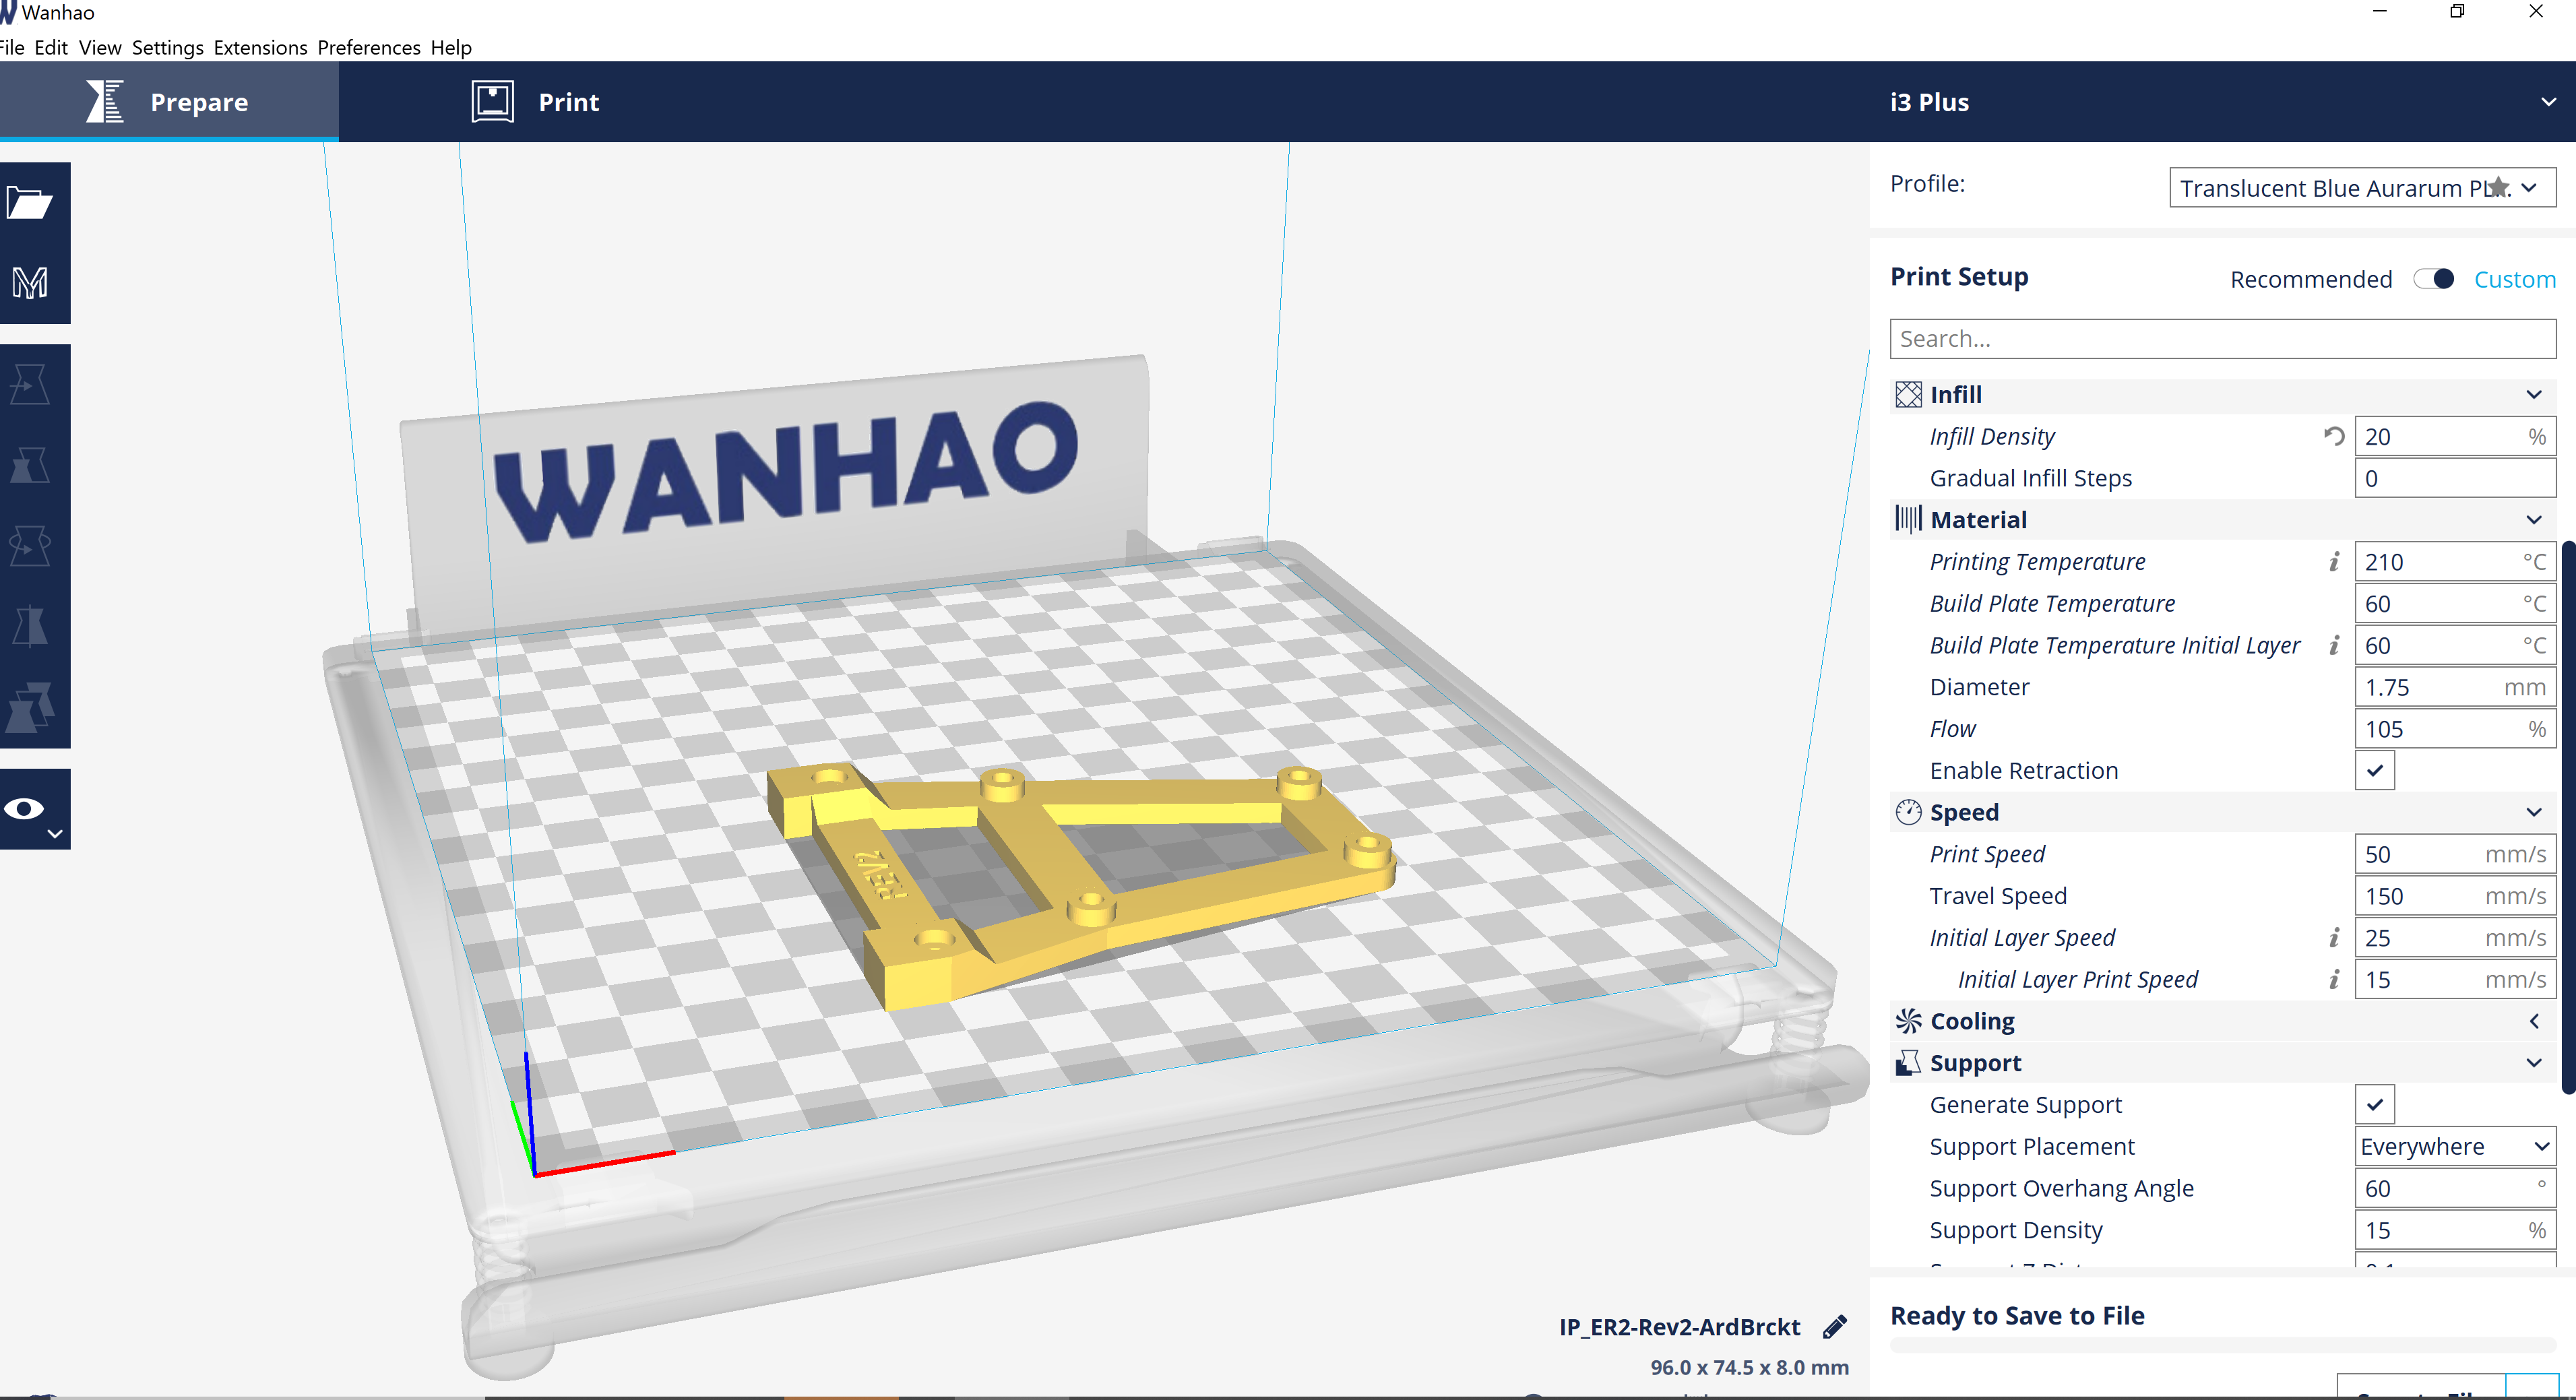 Wanhao
File Edit View Settings Extensions Preferences Help
Prepare
Print
i3 Plus
Profile:
Translucent Blue Aurarum PL...
Print Setup
Recommended
Custom
Search...
Infill
Infill Density
20 %
Gradual Infill Steps
0
Material
Printing Temperature
i
210 °C
Build Plate Temperature
60 °C
Build Plate Temperature Initial Layer
i
60 °C
Diameter
1.75 mm
Flow
105 %
Enable Retraction
Speed
Print Speed
50 mm/s
Travel Speed
150 mm/s
Initial Layer Speed
i
25 mm/s
Initial Layer Print Speed
i
15 mm/s
Cooling
Support
Generate Support
Support Placement
Everywhere
Support Overhang Angle
60 °
Support Density
15 %
WANHAO
REV2
IP_ER2-Rev2-ArdBrckt
96.0 x 74.5 x 8.0 mm
Ready to Save to File